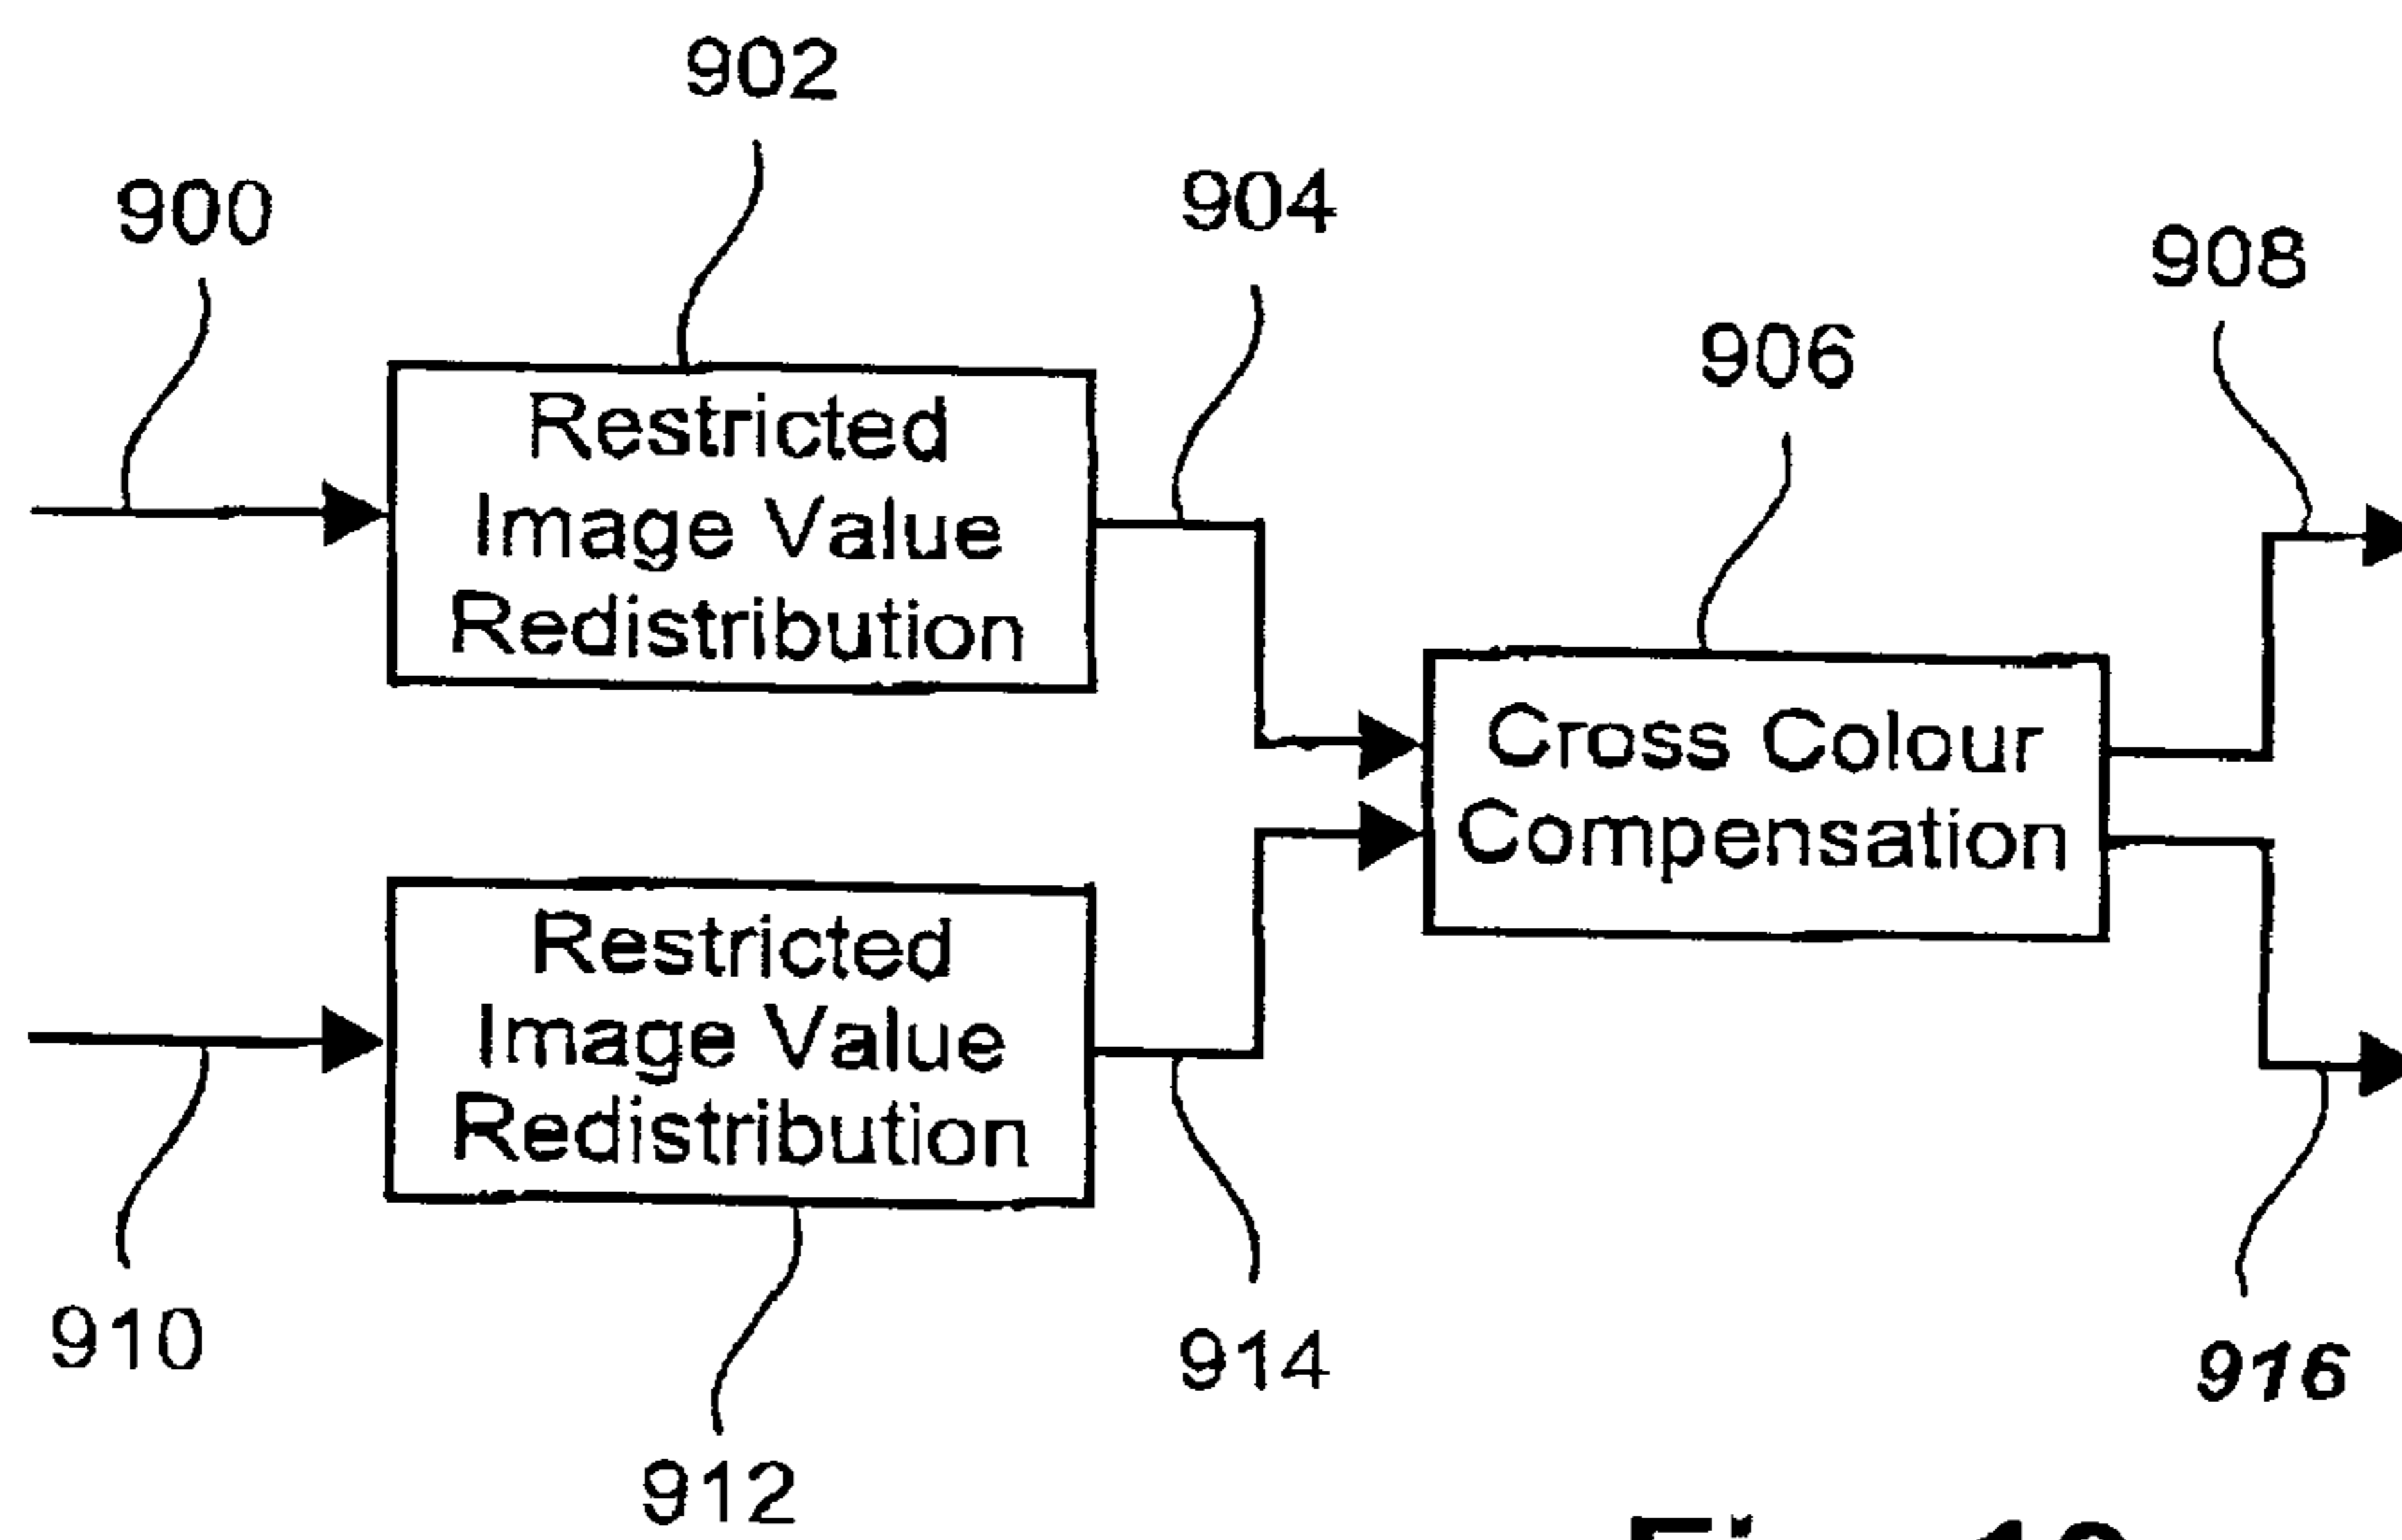 902
900
904
908
906
Restricted
Image Value
Redistribution
Cross Colour
Compensation
Restricted
Image Value
Redistribution
910
914
916
912